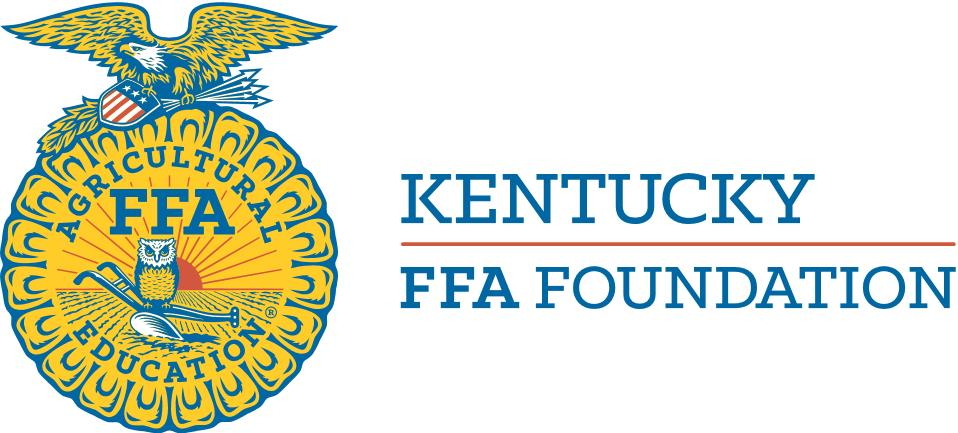 AGRICULTURAL
FFA
EDUCATION®
KENTUCKY
FFA FOUNDATION